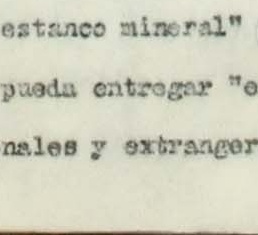 estanco mineral"
pueda entregar "e
nales y extranger